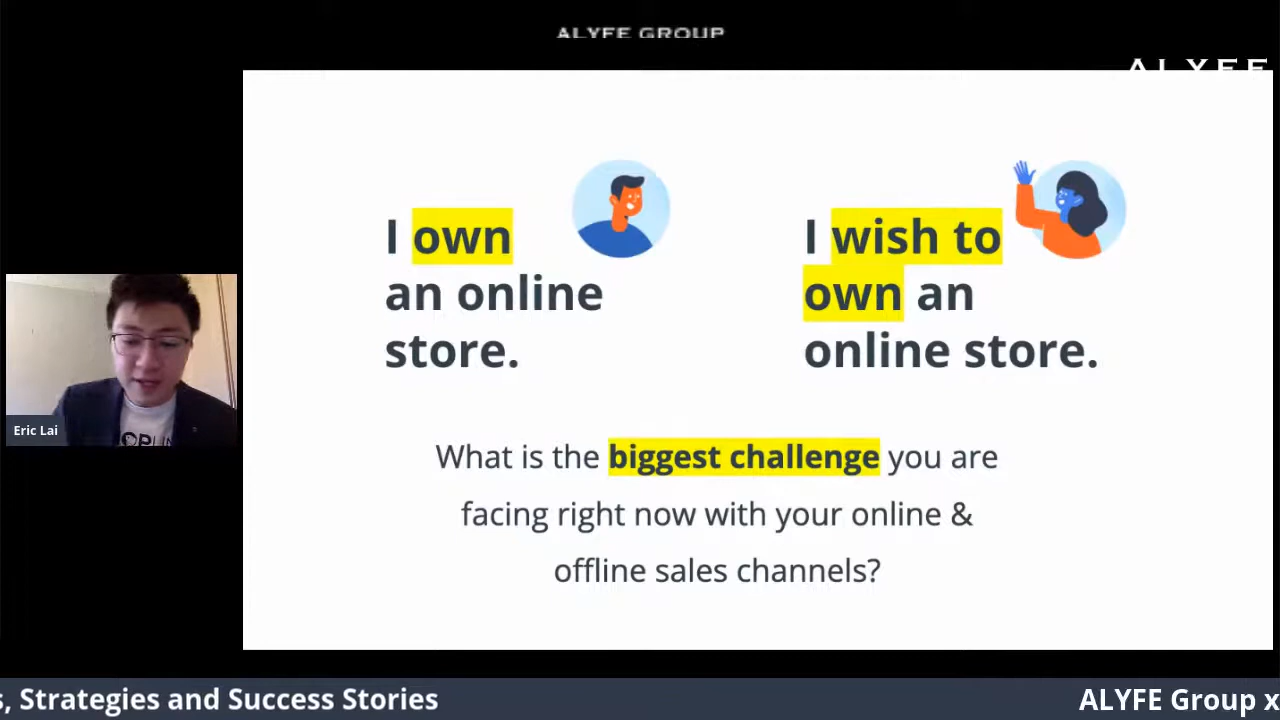 ALYFE GROUP
ALYFE
I own
an online
store.
I wish to
own an
online store.
What is the biggest challenge you are
facing right now with your online &
offline sales channels?
Eric Lai
s, Strategies and Success Stories
ALYFE Group x